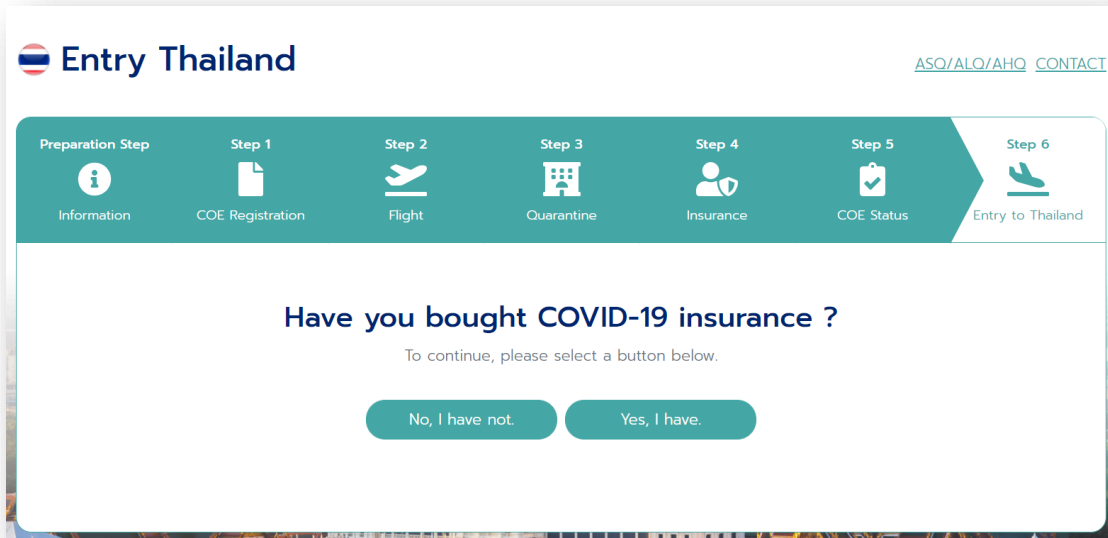 Entry Thailand
ASQ/ALQ/AHQ CONTACT
Preparation Step Step 1 Step 2 Step 3 Step 4 Step 5 Step 6
Information COE Registration Flight Quarantine Insurance COE Status Entry to Thailand
Have you bought COVID-19 insurance ?
To continue, please select a button below.
No, I have not. Yes, I have.